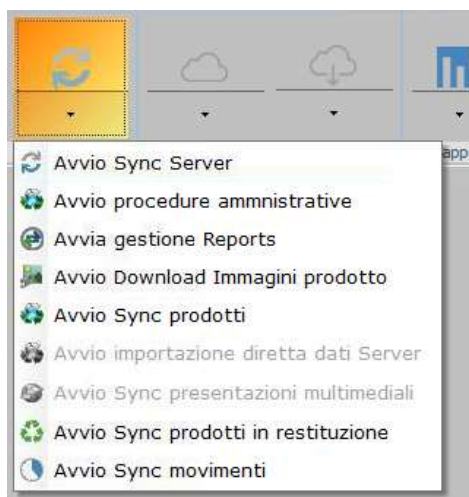 app
Avvio Sync Server
Avvio procedure ammnistrative
Avvia gestione Reports
Avvio Download Immagini prodotto
Avvio Sync prodotti
Avvio importazione diretta dati Server
Avvio Sync presentazioni multimediali
Avvio Sync prodotti in restituzione
Avvio Sync movimenti